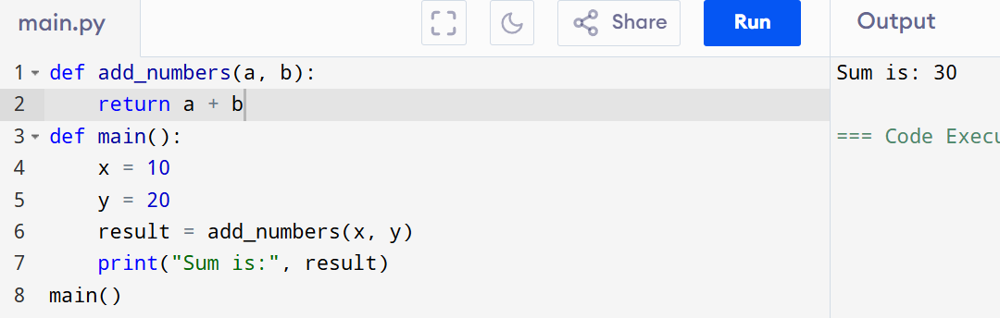 main.py
Share
Run
Output
1 def add_numbers(a, b):
2     return a + b
3 def main():
4     x = 10
5     y = 20
6     result = add_numbers(x, y)
7     print("Sum is:", result)
8 main()
Sum is: 30
=== Code Execu